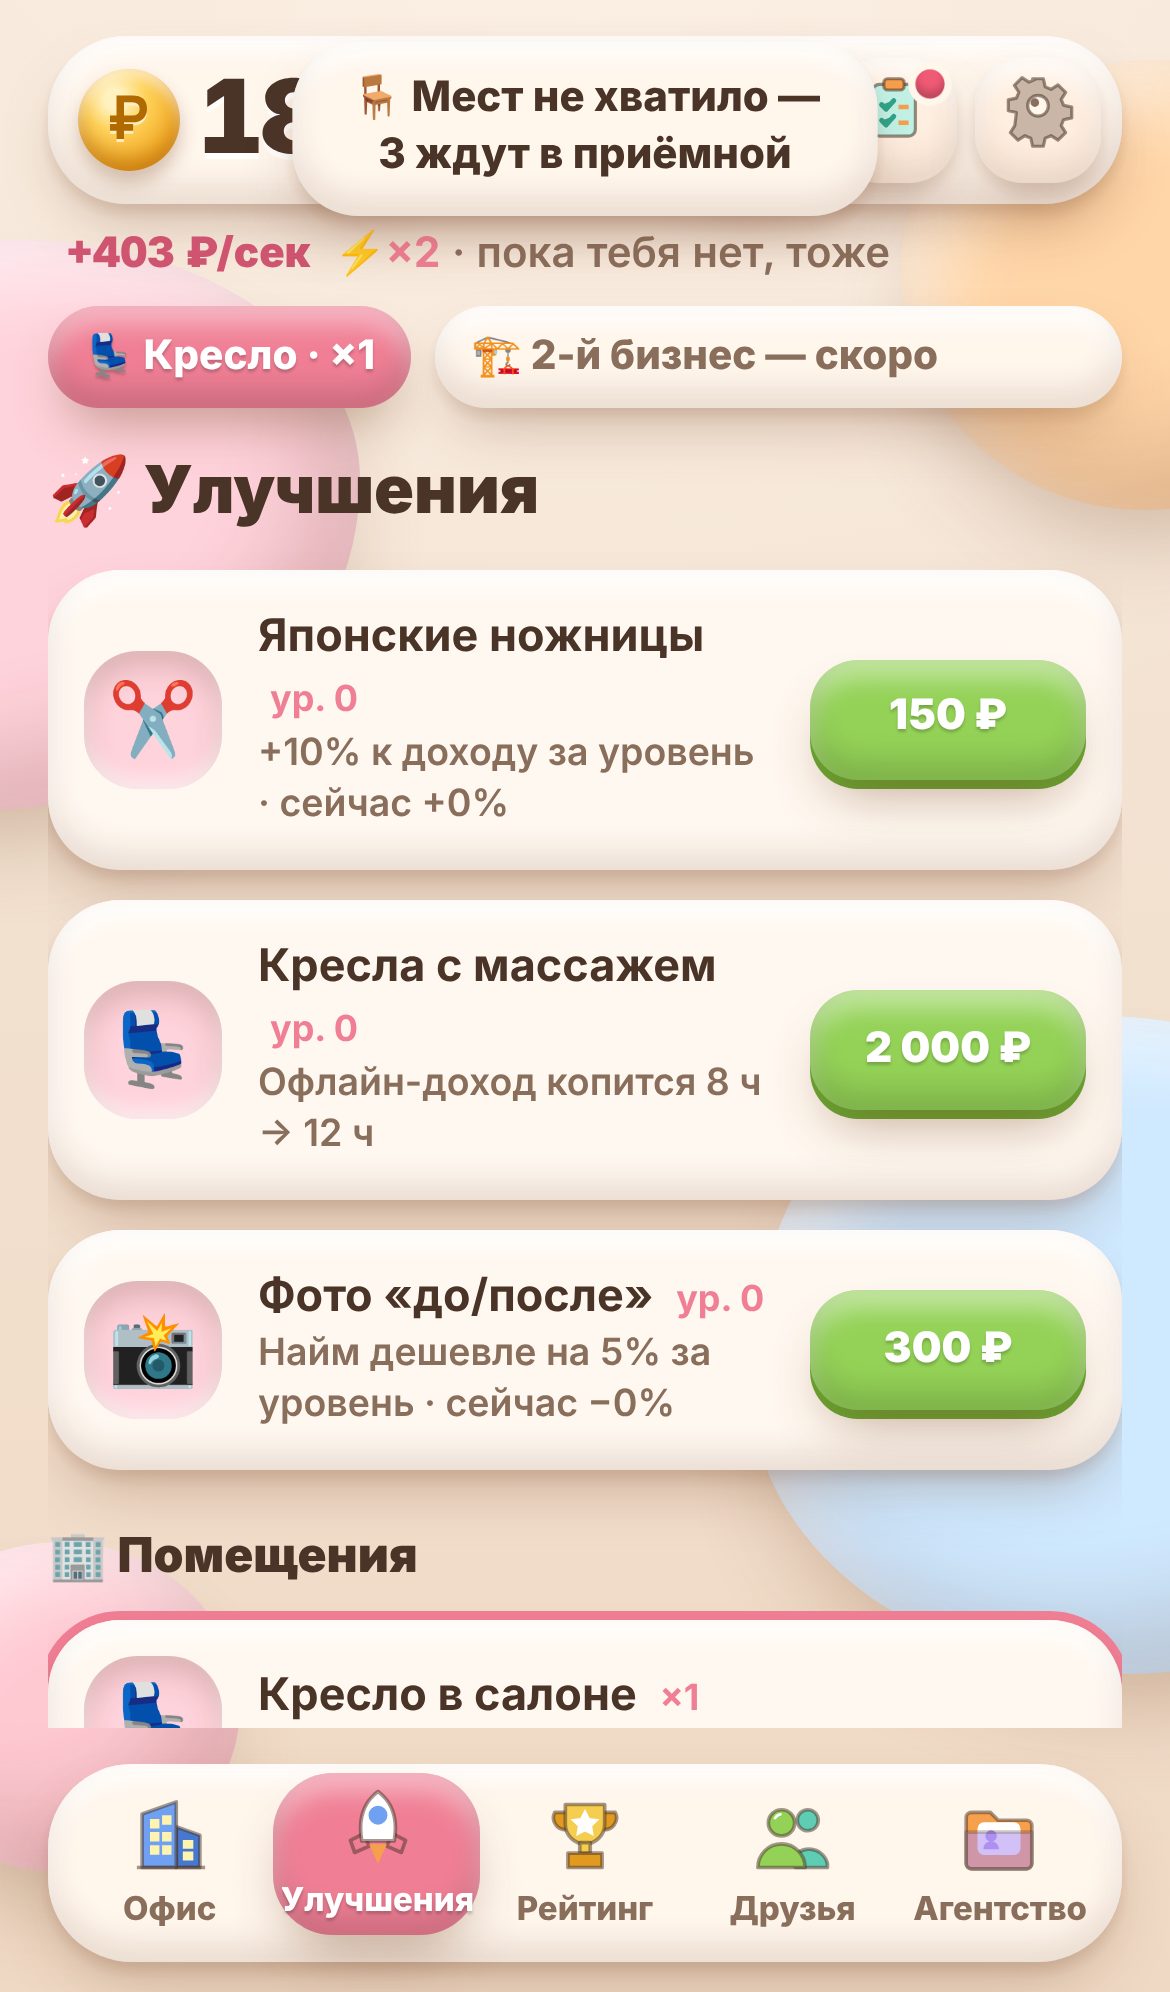 ₽ 18
Мест не хватило —
3 ждут в приёмной
+403 ₽/сек ⚡×2 · пока тебя нет, тоже
Кресло · ×1
2-й бизнес — скоро
Улучшения
Японские ножницы
ур. 0
+10% к доходу за уровень
· сейчас +0%
150 ₽
Кресла с массажем
ур. 0
Офлайн-доход копится 8 ч
→ 12 ч
2 000 ₽
Фото «до/после» ур. 0
Найм дешевле на 5% за
уровень · сейчас −0%
300 ₽
Помещения
Кресло в салоне ×1
Офис
Улучшения
Рейтинг
Друзья
Агентство